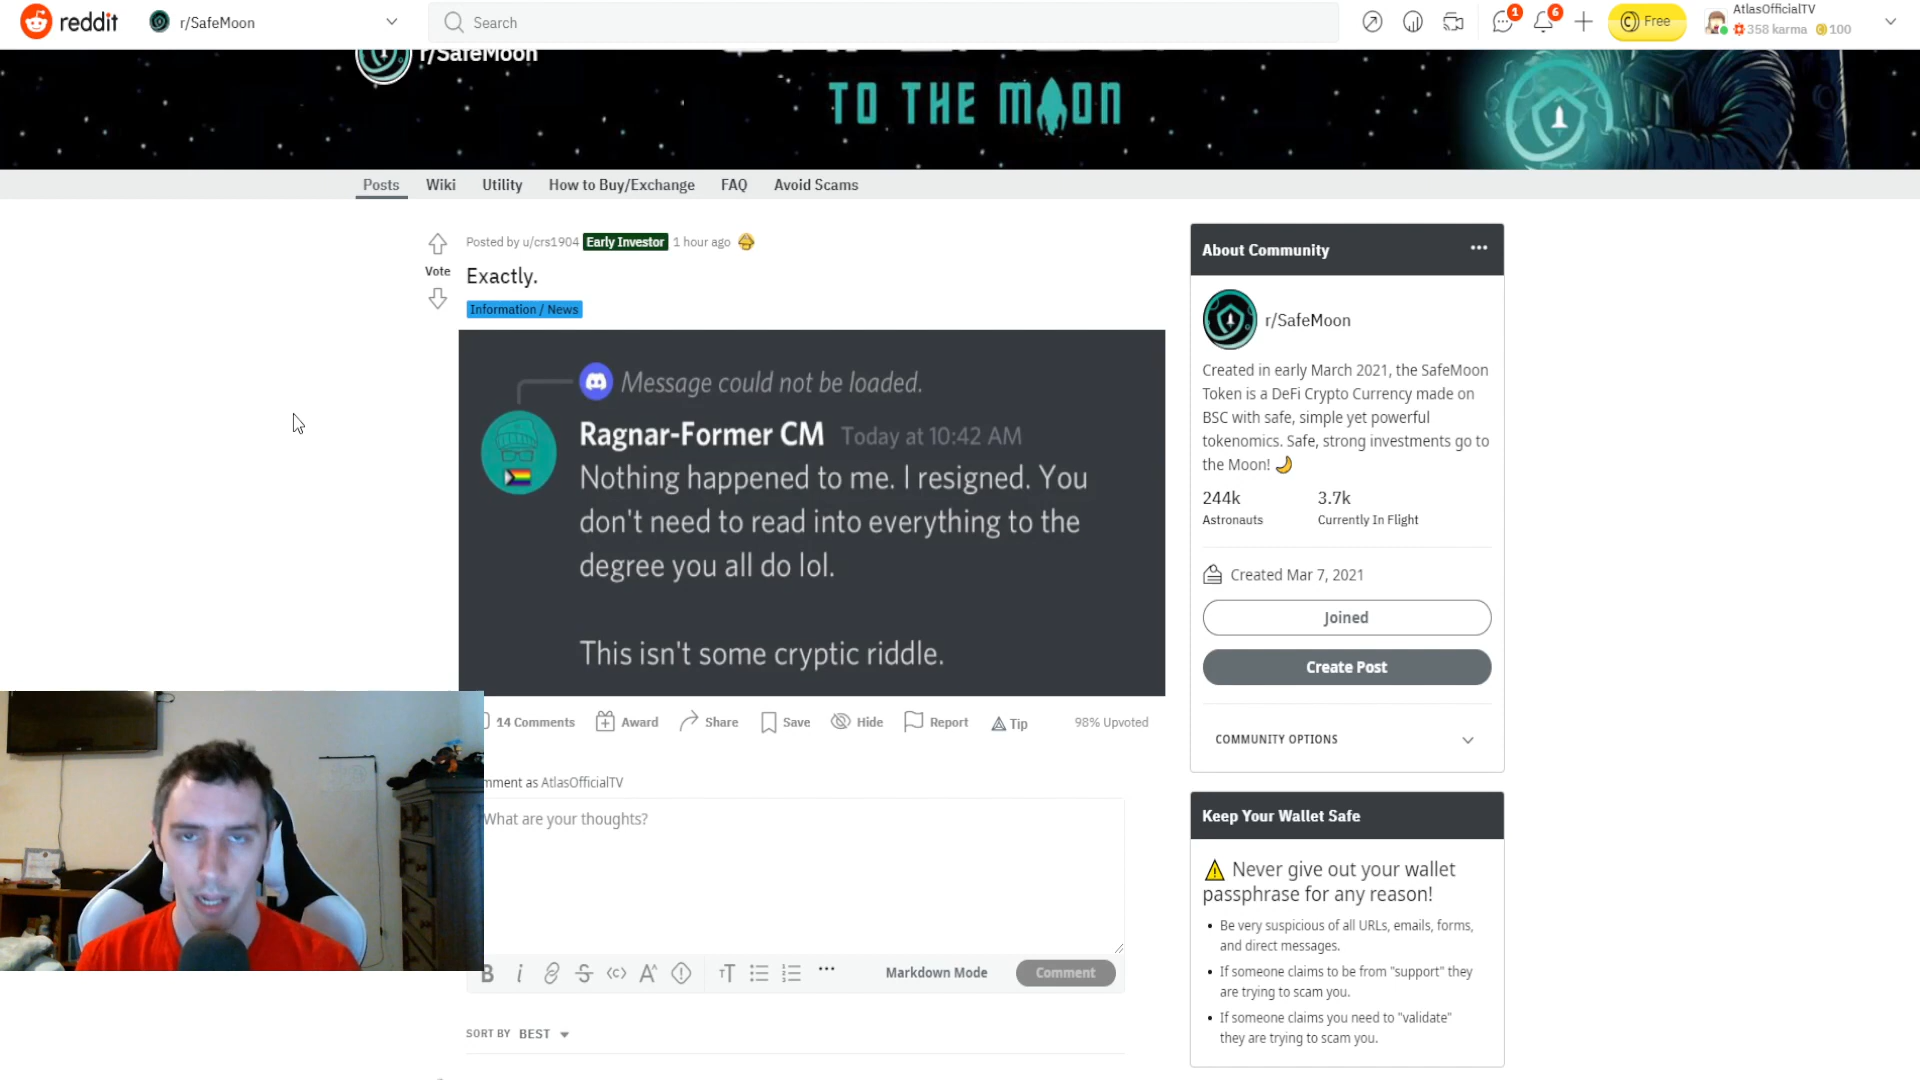 reddit
r/SafeMoon
Search
1
6
Free
AtlasOfficialTV
358 karma
100
r/SafeMoon
TO THE MOON
Posts
Wiki
Utility
How to Buy/Exchange
FAQ
Avoid Scams
Posted by u/crs1904 Early Investor 1 hour ago
Vote
Exactly.
Information / News
Message could not be loaded.
Ragnar-Former CM Today at 10:42 AM
Nothing happened to me. I resigned. You
don't need to read into everything to the
degree you all do lol.
This isn't some cryptic riddle.
14 Comments
Award
Share
Save
Hide
Report
Tip
98% Upvoted
mment as AtlasOfficialTV
What are your thoughts?
Markdown Mode
Comment
SORT BY BEST
About Community
r/SafeMoon
Created in early March 2021, the SafeMoon
Token is a DeFi Crypto Currency made on
BSC with safe, simple yet powerful
tokenomics. Safe, strong investments go to
the Moon! 🌙
244k
Astronauts
3.7k
Currently In Flight
Created Mar 7, 2021
Joined
Create Post
COMMUNITY OPTIONS
Keep Your Wallet Safe
⚠ Never give out your wallet
passphrase for any reason!
• Be very suspicious of all URLs, emails, forms,
and direct messages.
• If someone claims to be from "support" they
are trying to scam you.
• If someone claims you need to "validate"
they are trying to scam you.